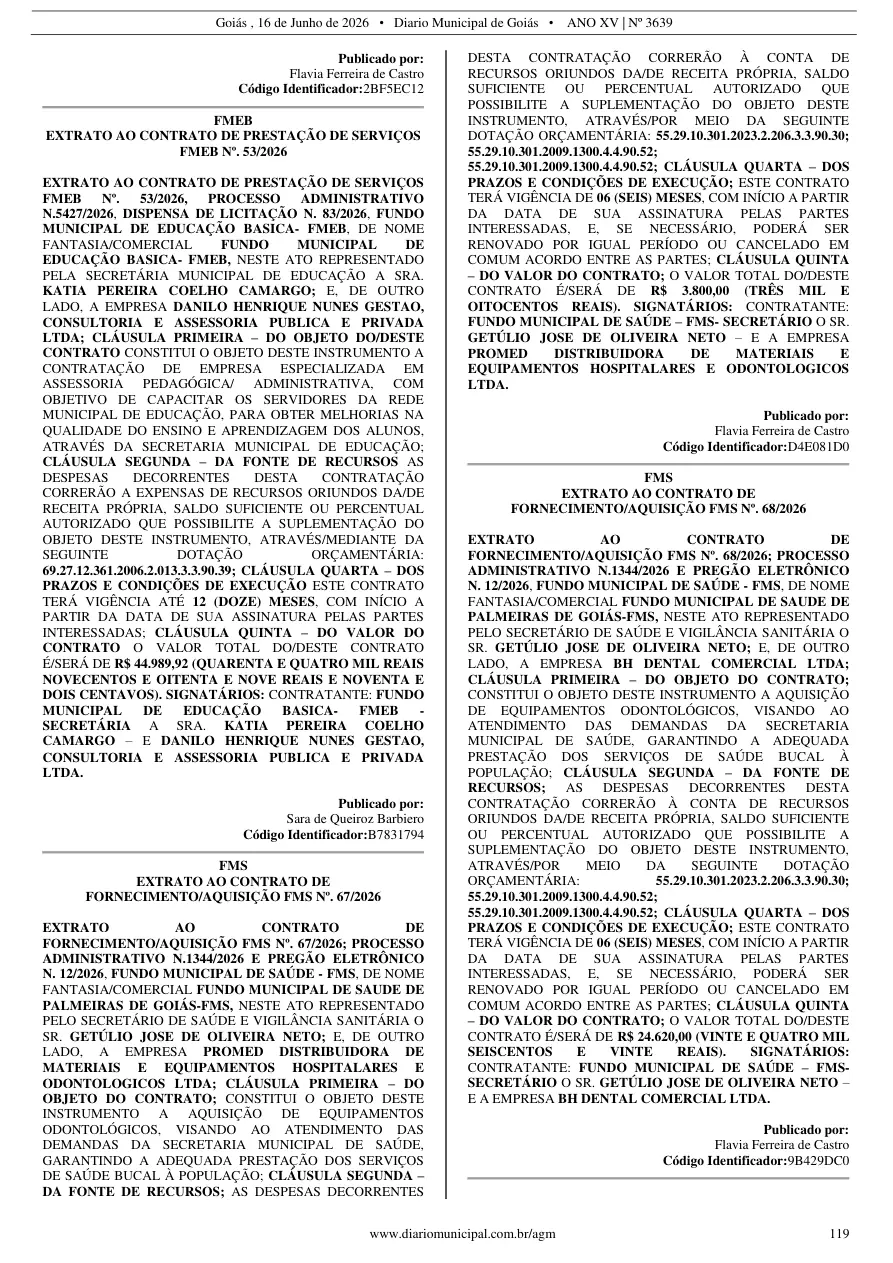 Goiás , 16 de Junho de 2026 • Diario Municipal de Goiás • ANO XV | Nº 3639
Publicado por:
Flavia Ferreira de Castro
Código Identificador:2BF5EC12
FMEB
EXTRATO AO CONTRATO DE PRESTAÇÃO DE SERVIÇOS
FMEB Nº. 53/2026
EXTRATO AO CONTRATO DE PRESTAÇÃO DE SERVIÇOS
FMEB Nº. 53/2026, PROCESSO ADMINISTRATIVO
N.5427/2026, DISPENSA DE LICITAÇÃO N. 83/2026, FUNDO
MUNICIPAL DE EDUCAÇÃO BASICA- FMEB, DE NOME
FANTASIA/COMERCIAL FUNDO MUNICIPAL DE
EDUCAÇÃO BASICA- FMEB, NESTE ATO REPRESENTADO
PELA SECRETÁRIA MUNICIPAL DE EDUCAÇÃO A SRA.
KATIA PEREIRA COELHO CAMARGO; E, DE OUTRO
LADO, A EMPRESA DANILO HENRIQUE NUNES GESTAO,
CONSULTORIA E ASSESSORIA PUBLICA E PRIVADA
LTDA; CLÁUSULA PRIMEIRA – DO OBJETO DO/DESTE
CONTRATO CONSTITUI O OBJETO DESTE INSTRUMENTO A
CONTRATAÇÃO DE EMPRESA ESPECIALIZADA EM
ASSESSORIA PEDAGÓGICA/ ADMINISTRATIVA, COM
OBJETIVO DE CAPACITAR OS SERVIDORES DA REDE
MUNICIPAL DE EDUCAÇÃO, PARA OBTER MELHORIAS NA
QUALIDADE DO ENSINO E APRENDIZAGEM DOS ALUNOS,
ATRAVÉS DA SECRETARIA MUNICIPAL DE EDUCAÇÃO;
CLÁUSULA SEGUNDA – DA FONTE DE RECURSOS AS
DESPESAS DECORRENTES DESTA CONTRATAÇÃO
CORRERÃO A EXPENSAS DE RECURSOS ORIUNDOS DA/DE
RECEITA PRÓPRIA, SALDO SUFICIENTE OU PERCENTUAL
AUTORIZADO QUE POSSIBILITE A SUPLEMENTAÇÃO DO
OBJETO DESTE INSTRUMENTO, ATRAVÉS/MEDIANTE DA
SEGUINTE DOTAÇÃO ORÇAMENTÁRIA:
69.27.12.361.2006.2.013.3.3.90.39; CLÁUSULA QUARTA – DOS
PRAZOS E CONDIÇÕES DE EXECUÇÃO ESTE CONTRATO
TERÁ VIGÊNCIA ATÉ 12 (DOZE) MESES, COM INÍCIO A
PARTIR DA DATA DE SUA ASSINATURA PELAS PARTES
INTERESSADAS; CLÁUSULA QUINTA – DO VALOR DO
CONTRATO O VALOR TOTAL DO/DESTE CONTRATO
É/SERÁ DE R$ 44.989,92 (QUARENTA E QUATRO MIL REAIS
NOVECENTOS E OITENTA E NOVE REAIS E NOVENTA E
DOIS CENTAVOS). SIGNATÁRIOS: CONTRATANTE: FUNDO
MUNICIPAL DE EDUCAÇÃO BASICA- FMEB -
SECRETÁRIA A SRA. KATIA PEREIRA COELHO
CAMARGO – E DANILO HENRIQUE NUNES GESTAO,
CONSULTORIA E ASSESSORIA PUBLICA E PRIVADA
LTDA.
Publicado por:
Sara de Queiroz Barbiero
Código Identificador:B7831794
FMS
EXTRATO AO CONTRATO DE
FORNECIMENTO/AQUISIÇÃO FMS Nº. 67/2026
EXTRATO AO CONTRATO DE
FORNECIMENTO/AQUISIÇÃO FMS Nº. 67/2026; PROCESSO
ADMINISTRATIVO N.1344/2026 E PREGÃO ELETRÔNICO
N. 12/2026, FUNDO MUNICIPAL DE SAÚDE - FMS, DE NOME
FANTASIA/COMERCIAL FUNDO MUNICIPAL DE SAUDE DE
PALMEIRAS DE GOIÁS-FMS, NESTE ATO REPRESENTADO
PELO SECRETÁRIO DE SAÚDE E VIGILÂNCIA SANITÁRIA O
SR. GETÚLIO JOSE DE OLIVEIRA NETO; E, DE OUTRO
LADO, A EMPRESA PROMED DISTRIBUIDORA DE
MATERIAIS E EQUIPAMENTOS HOSPITALARES E
ODONTOLOGICOS LTDA; CLÁUSULA PRIMEIRA – DO
OBJETO DO CONTRATO; CONSTITUI O OBJETO DESTE
INSTRUMENTO A AQUISIÇÃO DE EQUIPAMENTOS
ODONTOLÓGICOS, VISANDO AO ATENDIMENTO DAS
DEMANDAS DA SECRETARIA MUNICIPAL DE SAÚDE,
GARANTINDO A ADEQUADA PRESTAÇÃO DOS SERVIÇOS
DE SAÚDE BUCAL À POPULAÇÃO; CLÁUSULA SEGUNDA –
DA FONTE DE RECURSOS; AS DESPESAS DECORRENTES
DESTA CONTRATAÇÃO CORRERÃO À CONTA DE
RECURSOS ORIUNDOS DA/DE RECEITA PRÓPRIA, SALDO
SUFICIENTE OU PERCENTUAL AUTORIZADO QUE
POSSIBILITE A SUPLEMENTAÇÃO DO OBJETO DESTE
INSTRUMENTO, ATRAVÉS/POR MEIO DA SEGUINTE
DOTAÇÃO ORÇAMENTÁRIA: 55.29.10.301.2023.2.206.3.3.90.30;
55.29.10.301.2009.1300.4.4.90.52;
55.29.10.301.2009.1300.4.4.90.52; CLÁUSULA QUARTA – DOS
PRAZOS E CONDIÇÕES DE EXECUÇÃO; ESTE CONTRATO
TERÁ VIGÊNCIA DE 06 (SEIS) MESES, COM INÍCIO A PARTIR
DA DATA DE SUA ASSINATURA PELAS PARTES
INTERESSADAS, E, SE NECESSÁRIO, PODERÁ SER
RENOVADO POR IGUAL PERÍODO OU CANCELADO EM
COMUM ACORDO ENTRE AS PARTES; CLÁUSULA QUINTA
– DO VALOR DO CONTRATO; O VALOR TOTAL DO/DESTE
CONTRATO É/SERÁ DE R$ 3.800,00 (TRÊS MIL E
OITOCENTOS REAIS). SIGNATÁRIOS: CONTRATANTE:
FUNDO MUNICIPAL DE SAÚDE – FMS- SECRETÁRIO O SR.
GETÚLIO JOSE DE OLIVEIRA NETO – E A EMPRESA
PROMED DISTRIBUIDORA DE MATERIAIS E
EQUIPAMENTOS HOSPITALARES E ODONTOLOGICOS
LTDA.
Publicado por:
Flavia Ferreira de Castro
Código Identificador:D4E081D0
FMS
EXTRATO AO CONTRATO DE
FORNECIMENTO/AQUISIÇÃO FMS Nº. 68/2026
EXTRATO AO CONTRATO DE
FORNECIMENTO/AQUISIÇÃO FMS Nº. 68/2026; PROCESSO
ADMINISTRATIVO N.1344/2026 E PREGÃO ELETRÔNICO
N. 12/2026, FUNDO MUNICIPAL DE SAÚDE - FMS, DE NOME
FANTASIA/COMERCIAL FUNDO MUNICIPAL DE SAUDE DE
PALMEIRAS DE GOIÁS-FMS, NESTE ATO REPRESENTADO
PELO SECRETÁRIO DE SAÚDE E VIGILÂNCIA SANITÁRIA O
SR. GETÚLIO JOSE DE OLIVEIRA NETO; E, DE OUTRO
LADO, A EMPRESA BH DENTAL COMERCIAL LTDA;
CLÁUSULA PRIMEIRA – DO OBJETO DO CONTRATO;
CONSTITUI O OBJETO DESTE INSTRUMENTO A AQUISIÇÃO
DE EQUIPAMENTOS ODONTOLÓGICOS, VISANDO AO
ATENDIMENTO DAS DEMANDAS DA SECRETARIA
MUNICIPAL DE SAÚDE, GARANTINDO A ADEQUADA
PRESTAÇÃO DOS SERVIÇOS DE SAÚDE BUCAL À
POPULAÇÃO; CLÁUSULA SEGUNDA – DA FONTE DE
RECURSOS; AS DESPESAS DECORRENTES DESTA
CONTRATAÇÃO CORRERÃO À CONTA DE RECURSOS
ORIUNDOS DA/DE RECEITA PRÓPRIA, SALDO SUFICIENTE
OU PERCENTUAL AUTORIZADO QUE POSSIBILITE A
SUPLEMENTAÇÃO DO OBJETO DESTE INSTRUMENTO,
ATRAVÉS/POR MEIO DA SEGUINTE DOTAÇÃO
ORÇAMENTÁRIA: 55.29.10.301.2023.2.206.3.3.90.30;
55.29.10.301.2009.1300.4.4.90.52;
55.29.10.301.2009.1300.4.4.90.52; CLÁUSULA QUARTA – DOS
PRAZOS E CONDIÇÕES DE EXECUÇÃO; ESTE CONTRATO
TERÁ VIGÊNCIA DE 06 (SEIS) MESES, COM INÍCIO A PARTIR
DA DATA DE SUA ASSINATURA PELAS PARTES
INTERESSADAS, E, SE NECESSÁRIO, PODERÁ SER
RENOVADO POR IGUAL PERÍODO OU CANCELADO EM
COMUM ACORDO ENTRE AS PARTES; CLÁUSULA QUINTA
– DO VALOR DO CONTRATO; O VALOR TOTAL DO/DESTE
CONTRATO É/SERÁ DE R$ 24.620,00 (VINTE E QUATRO MIL
SEISCENTOS E VINTE REAIS). SIGNATÁRIOS:
CONTRATANTE: FUNDO MUNICIPAL DE SAÚDE – FMS-
SECRETÁRIO O SR. GETÚLIO JOSE DE OLIVEIRA NETO –
E A EMPRESA BH DENTAL COMERCIAL LTDA.
Publicado por:
Flavia Ferreira de Castro
Código Identificador:9B429DC0
www.diariomunicipal.com.br/agm 119